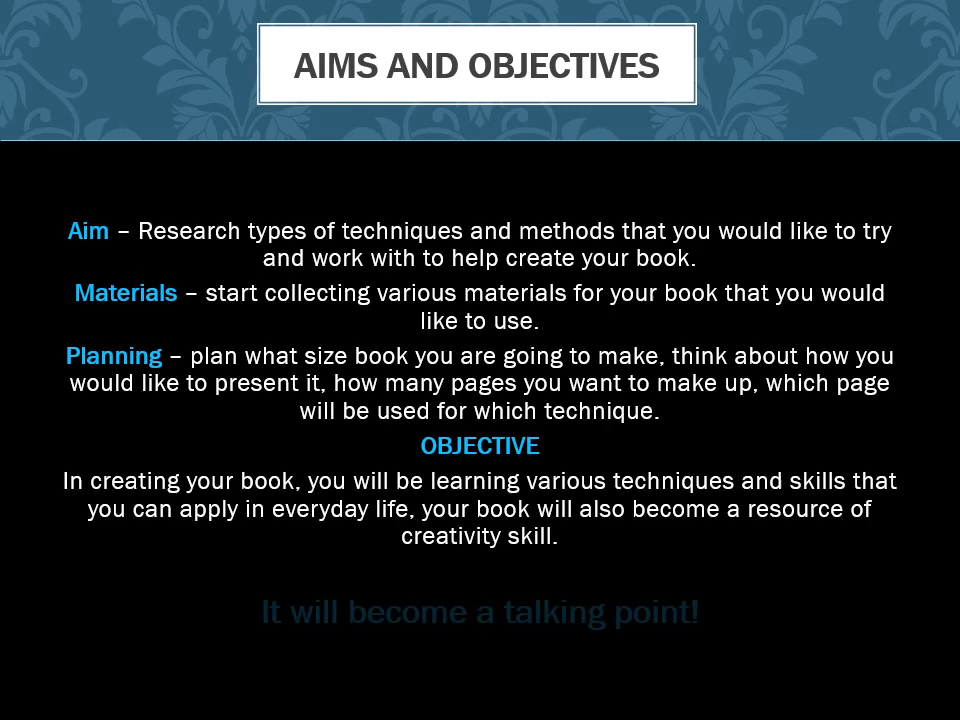 AIMS AND OBJECTIVES
Aim – Research types of techniques and methods that you would like to try
and work with to help create your book.
Materials – start collecting various materials for your book that you would
like to use.
Planning – plan what size book you are going to make, think about how you
would like to present it, how many pages you want to make up, which page
will be used for which technique.
OBJECTIVE
In creating your book, you will be learning various techniques and skills that
you can apply in everyday life, your book will also become a resource of
creativity skill.
It will become a talking point!